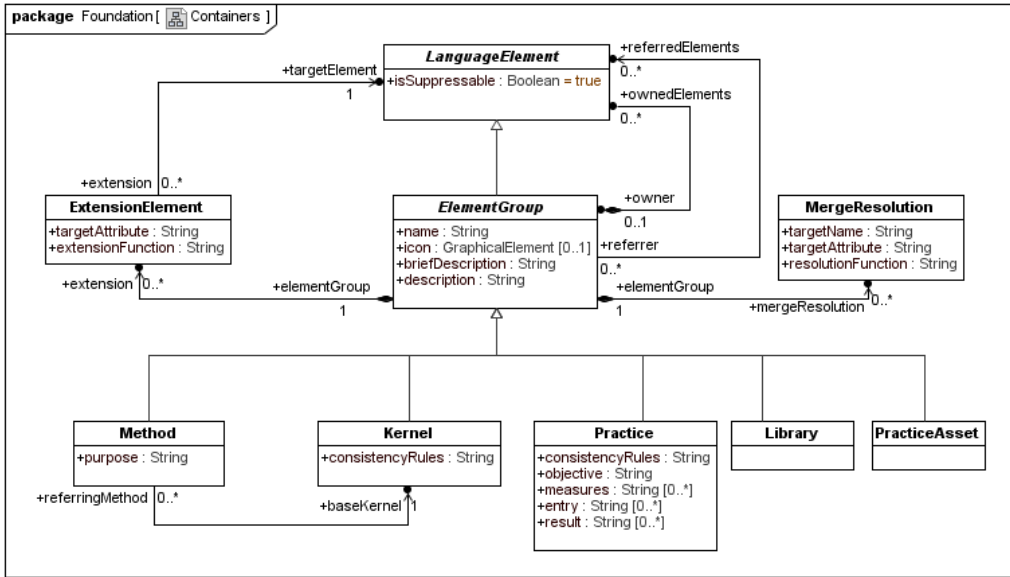 package Foundation[ Containers ]
LanguageElement
+isSuppressable : Boolean = true
+targetElement
1
+referredElements
0..*
+ownedElements
0..*
+extension 0..*
ExtensionElement
+targetAttribute : String
+extensionFunction : String
ElementGroup
+name : String
+icon : GraphicalElement [0..1]
+briefDescription : String
+description : String
+owner
0..1
+referrer
0..*
MergeResolution
+targetName : String
+targetAttribute : String
+resolutionFunction : String
+extension 0..*
+elementGroup
1
+elementGroup
1
+mergeResolution 0..*
Method
+purpose : String
Kernel
+consistencyRules : String
Practice
+consistencyRules : String
+objective : String
+measures : String [0..*]
+entry : String [0..*]
+result : String [0..*]
Library
PracticeAsset
+referringMethod 0..*
+baseKernel 1